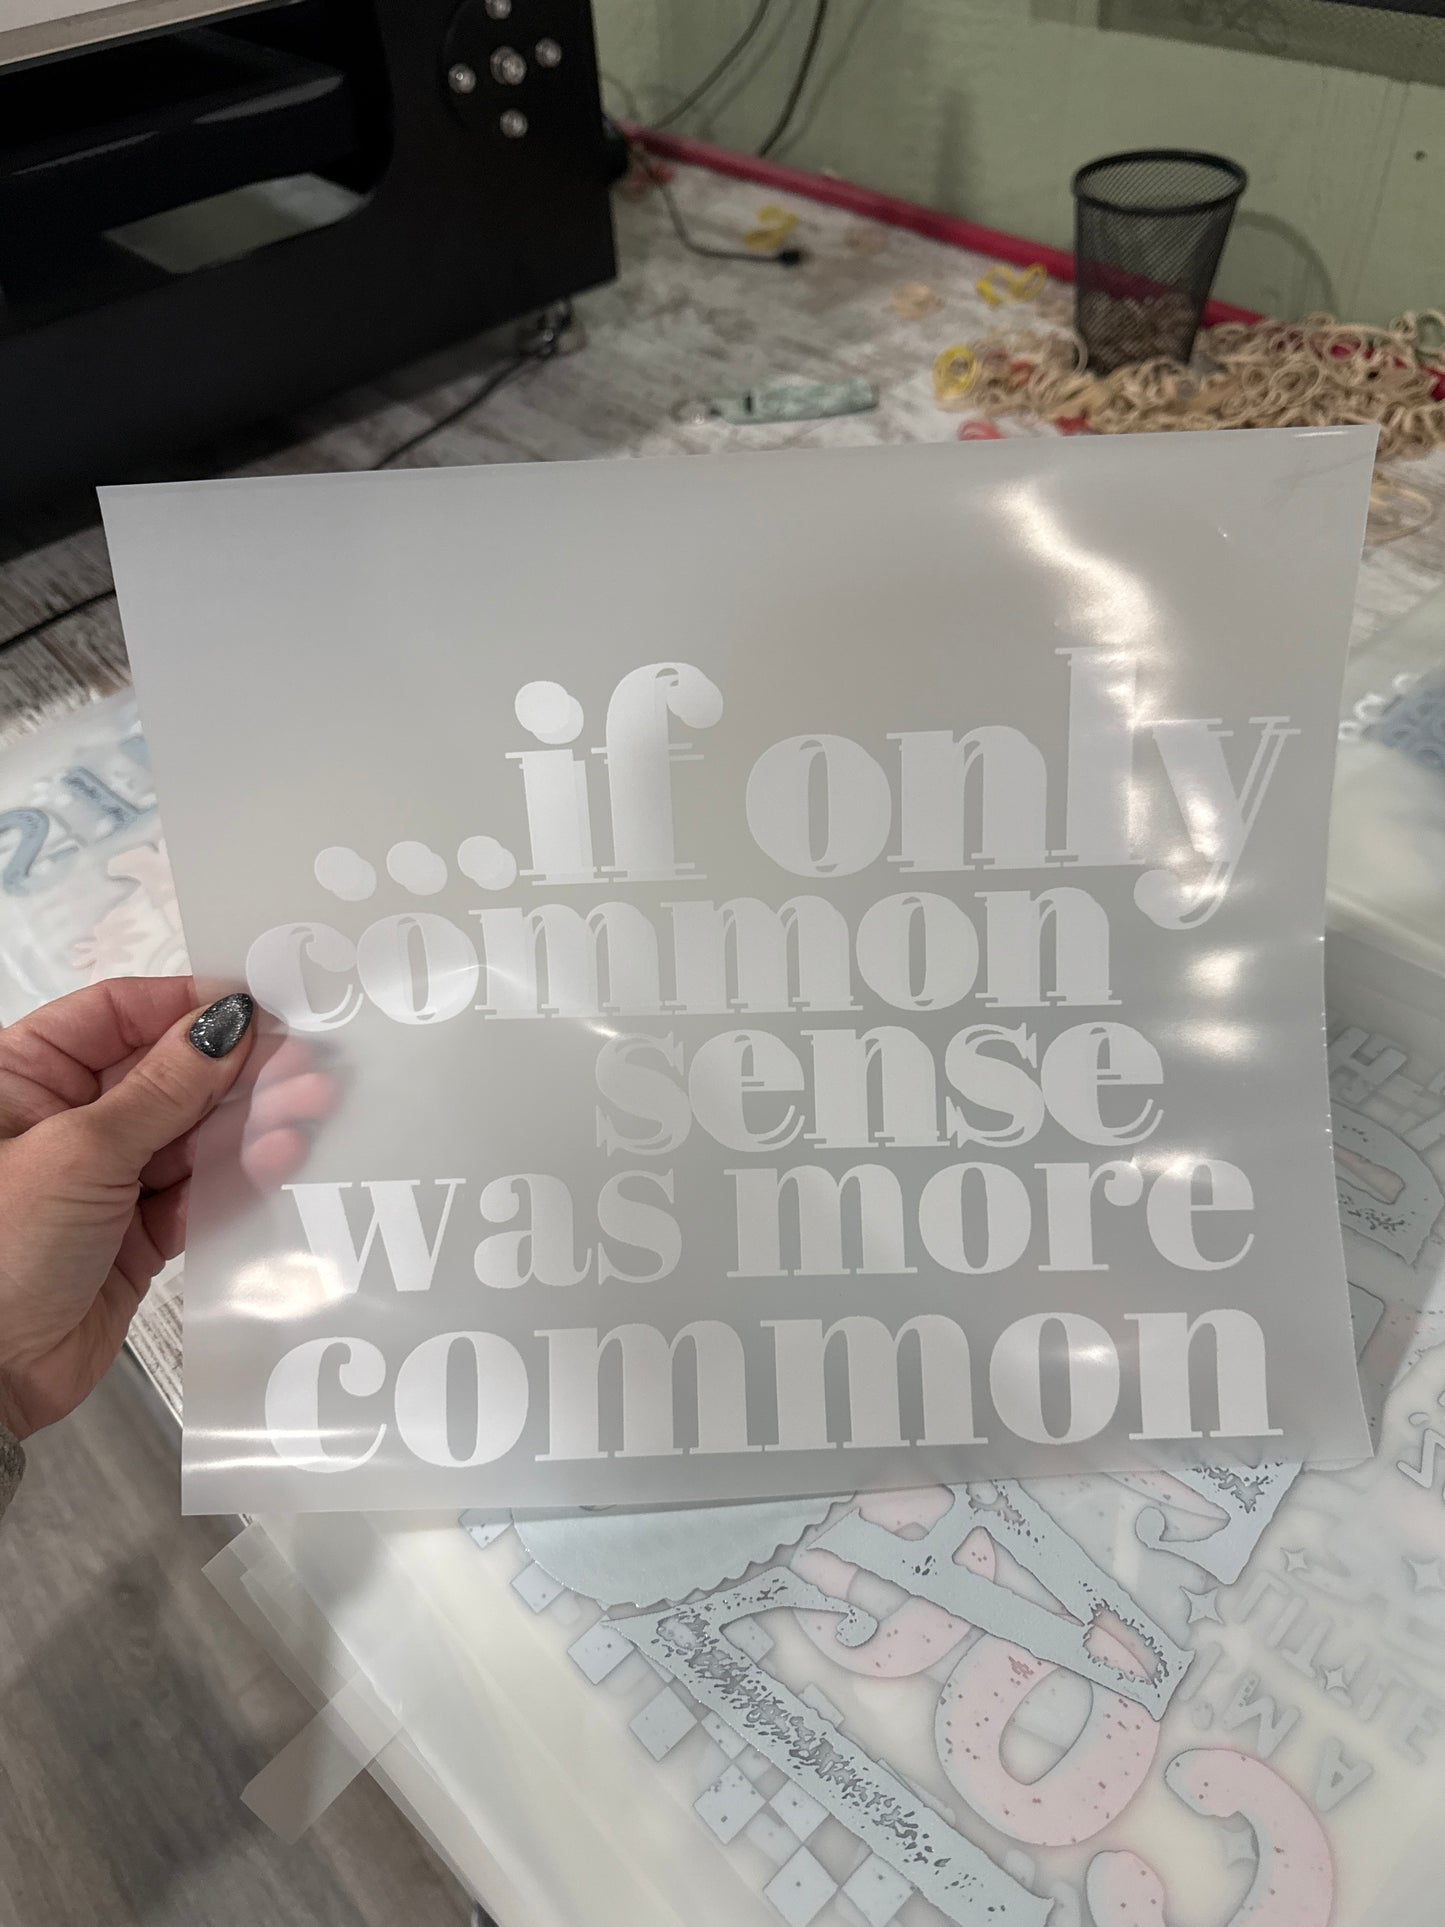 ...if only
common
sense
was more
common